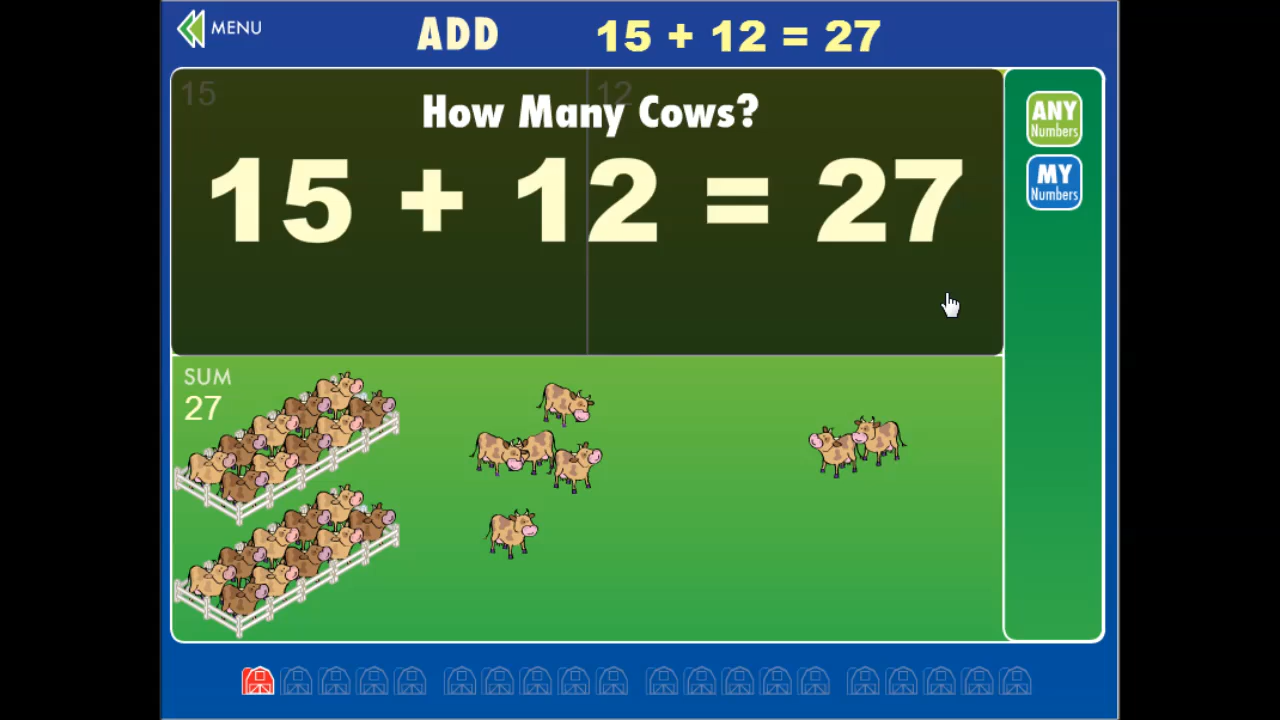 MENU
ADD
15 + 12 = 27
15
12
How Many Cows?
15 + 12 = 27
ANY
Numbers
MY
Numbers
SUM
27